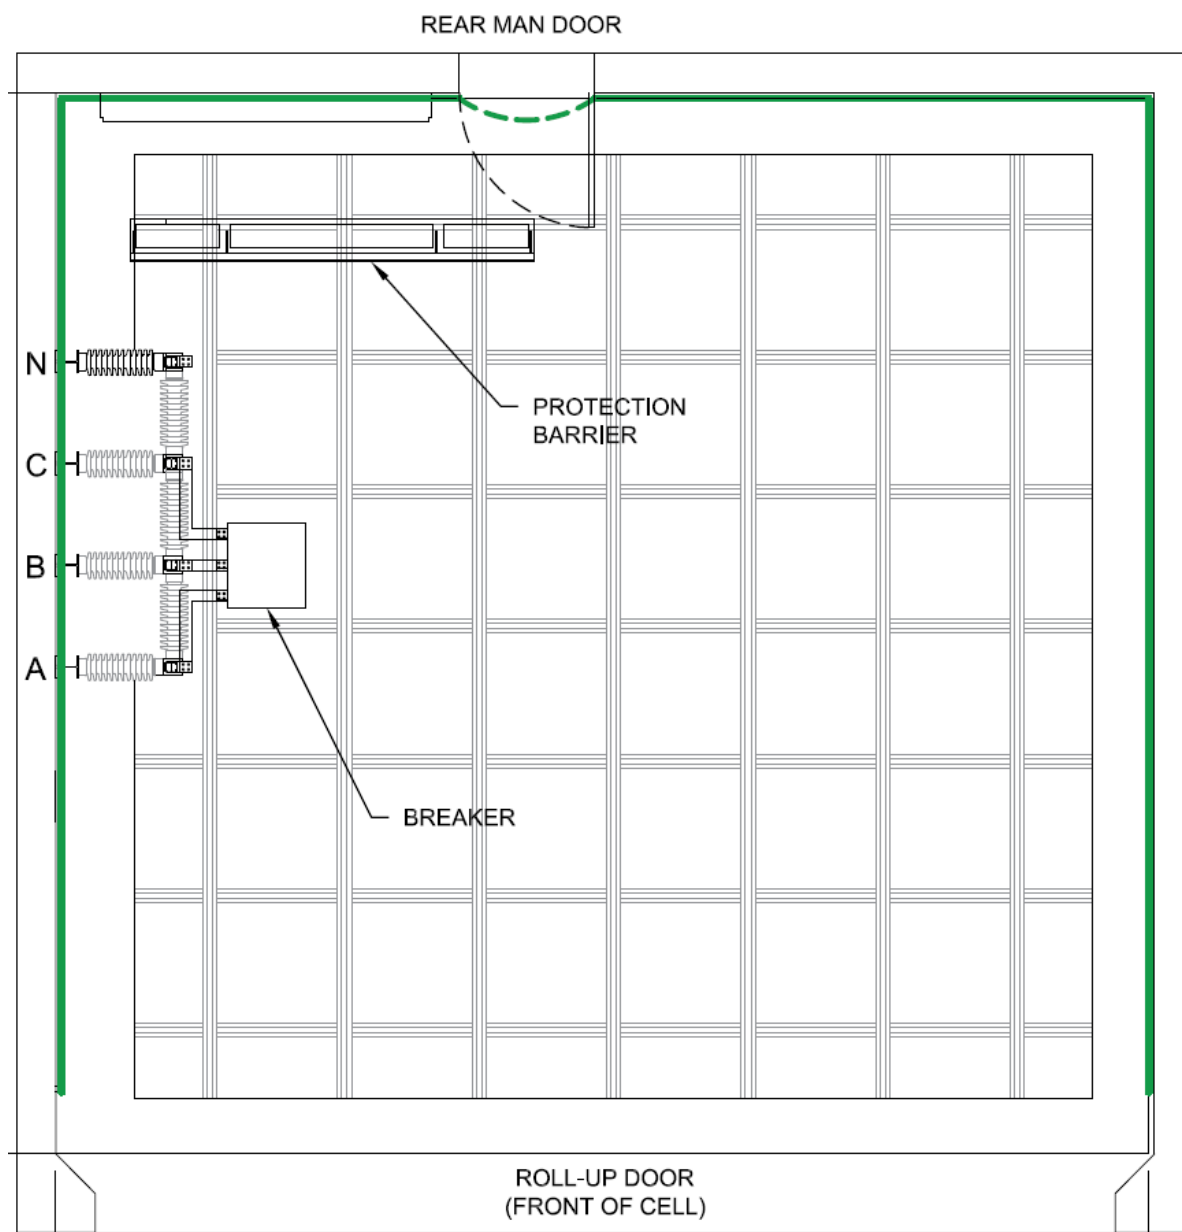 REAR MAN DOOR
N
PROTECTION
BARRIER
C
B
A
BREAKER
ROLL-UP DOOR
(FRONT OF CELL)